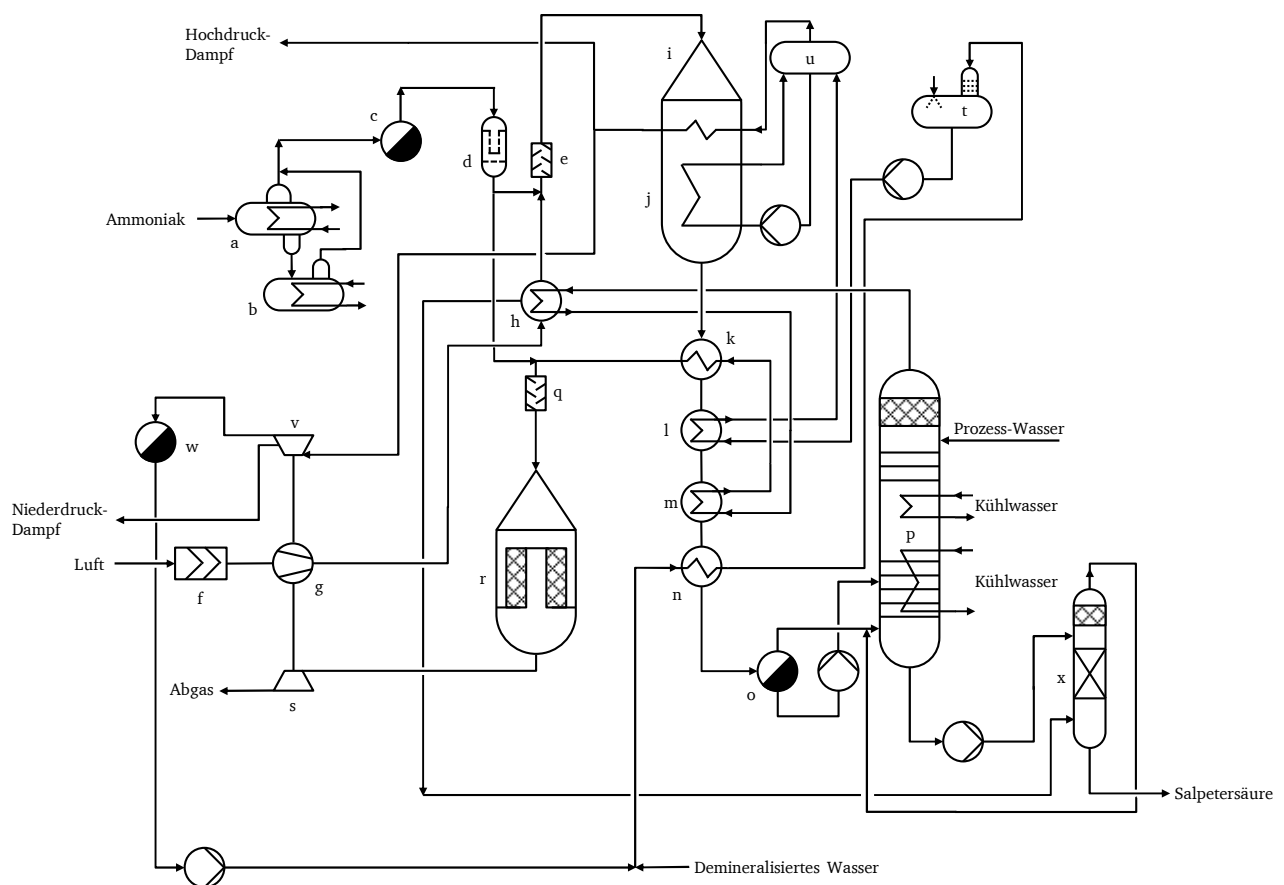 Hochdruck-
Dampf
i
u
c
t
d
e
j
Ammoniak
a
b
h
k
q
v
w
l
Prozess-Wasser
m
Kühlwasser
Niederdruck-
Dampf
p
Luft
f
g
r
n
Kühlwasser
Abgas
s
o
x
Salpetersäure
Demineralisiertes Wasser